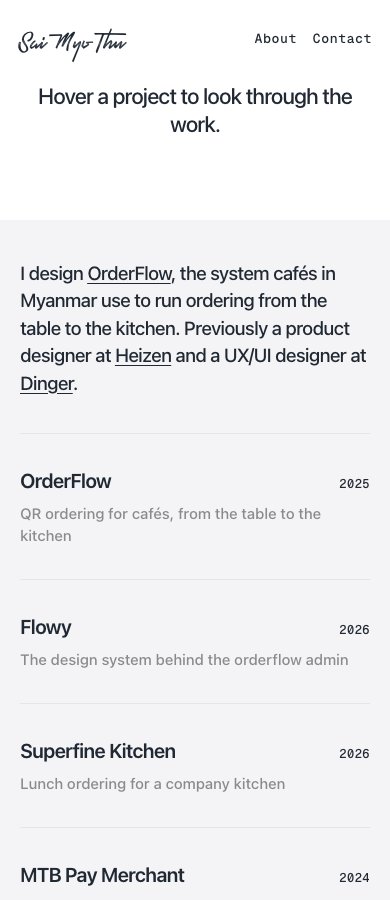 Sai Myo Thu
About Contact
Hover a project to look through the
work.
I design OrderFlow, the system cafés in
Myanmar use to run ordering from the
table to the kitchen. Previously a product
designer at Heizen and a UX/UI designer at
Dinger.
OrderFlow 2025
QR ordering for cafés, from the table to the
kitchen
Flowy 2026
The design system behind the orderflow admin
Superfine Kitchen 2026
Lunch ordering for a company kitchen
MTB Pay Merchant 2024